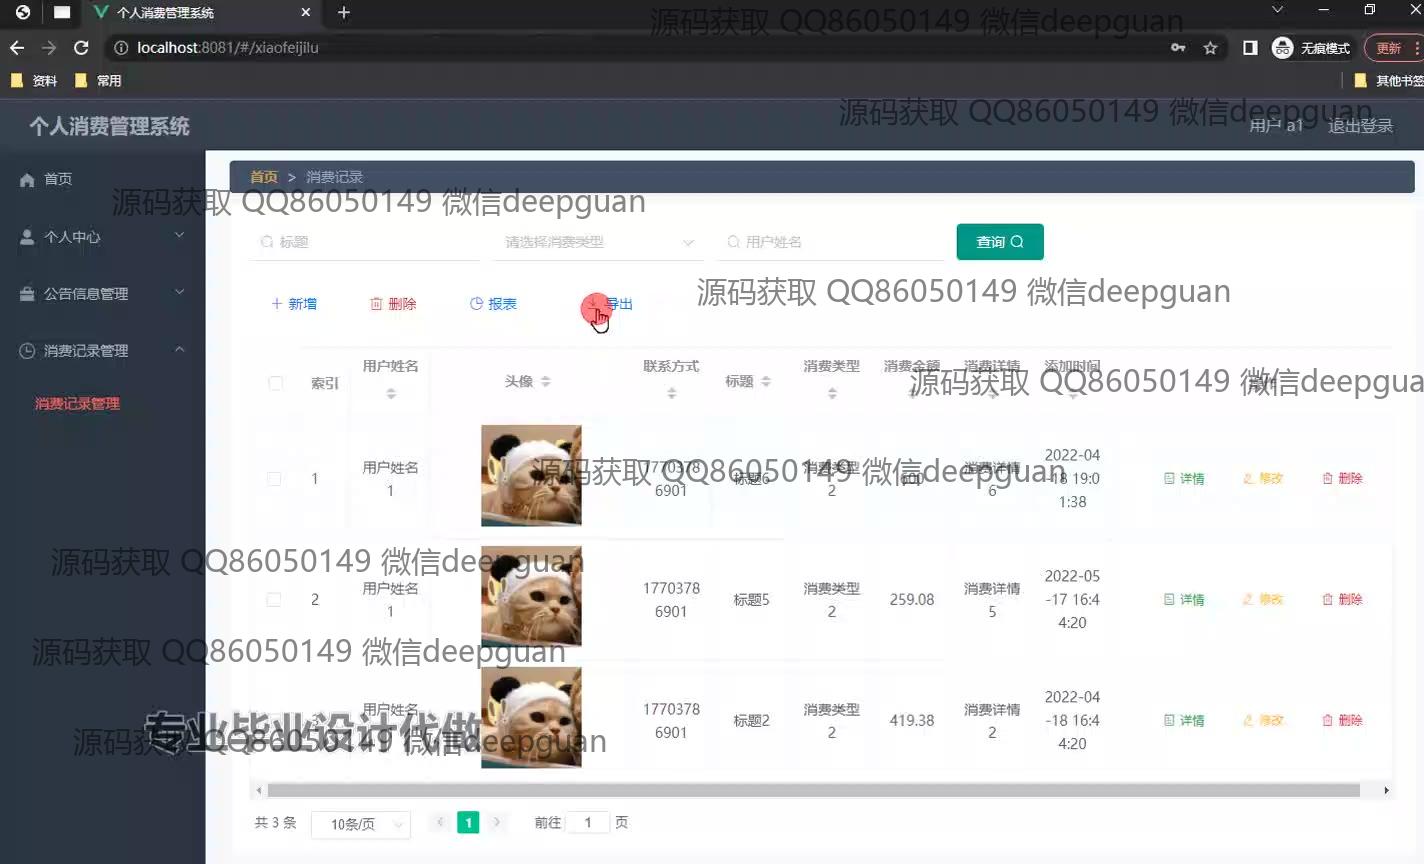 个人消费管理系统
源码获取 QQ86050149 微信deepguan
localhost:8081/#/xiaofeijilu
无痕模式
更新
资料
常用
其他书签
个人消费管理系统
源码获取 QQ86050149 微信deepguan
用户 a1
退出登录
首页
首页 > 消费记录
源码获取 QQ86050149 微信deepguan
个人中心
标题
请选择消费类型
用户姓名
查询
公告信息管理
源码获取 QQ86050149 微信deepguan
新增
删除
报表
导出
消费记录管理
索引
用户姓名
头像
联系方式
标题
消费类型
消费金额
消费详情
添加时间
源码获取 QQ86050149 微信deepgua
消费记录管理
1
用户姓名
1
1770378
6901
标题6
消费类型
2
600
消费详情
6
2022-04
-18 19:0
1:38
详情
修改
删除
源码获取 QQ86050149 微信deepguan
源码获取 QQ86050149 微信deepguan
2
用户姓名
1
1770378
6901
标题5
消费类型
2
259.08
消费详情
5
2022-05
-17 16:4
4:20
详情
修改
删除
源码获取 QQ86050149 微信deepguan
3
用户姓名
1770378
6901
标题2
消费类型
2
419.38
消费详情
2
2022-04
-18 16:4
4:20
详情
修改
删除
专业毕业设计代做
源码获取 QQ86050149 微信deepguan
共 3 条
10条/页
1
前往
1
页